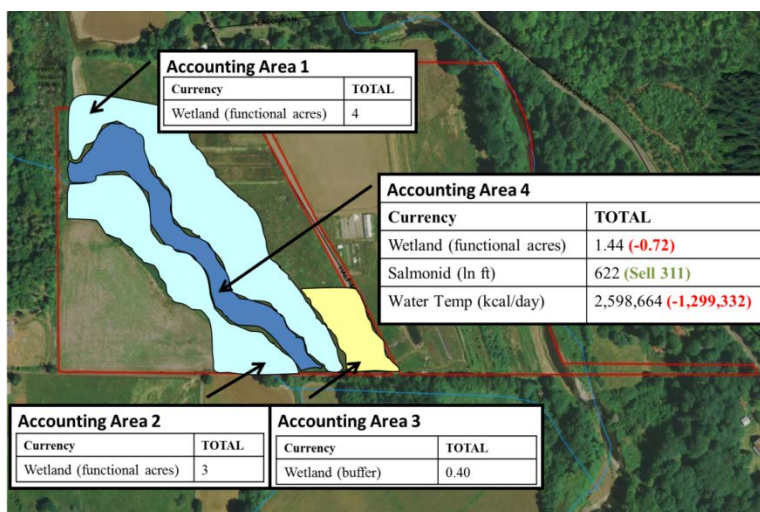 Accounting Area 1
Currency TOTAL
Wetland (functional acres) 4
Accounting Area 4
Currency TOTAL
Wetland (functional acres) 1.44 (-0.72)
Salmonid (ln ft) 622 (Sell 311)
Water Temp (kcal/day) 2,598,664 (-1,299,332)
Accounting Area 2
Currency TOTAL
Wetland (functional acres) 3
Accounting Area 3
Currency TOTAL
Wetland (buffer) 0.40